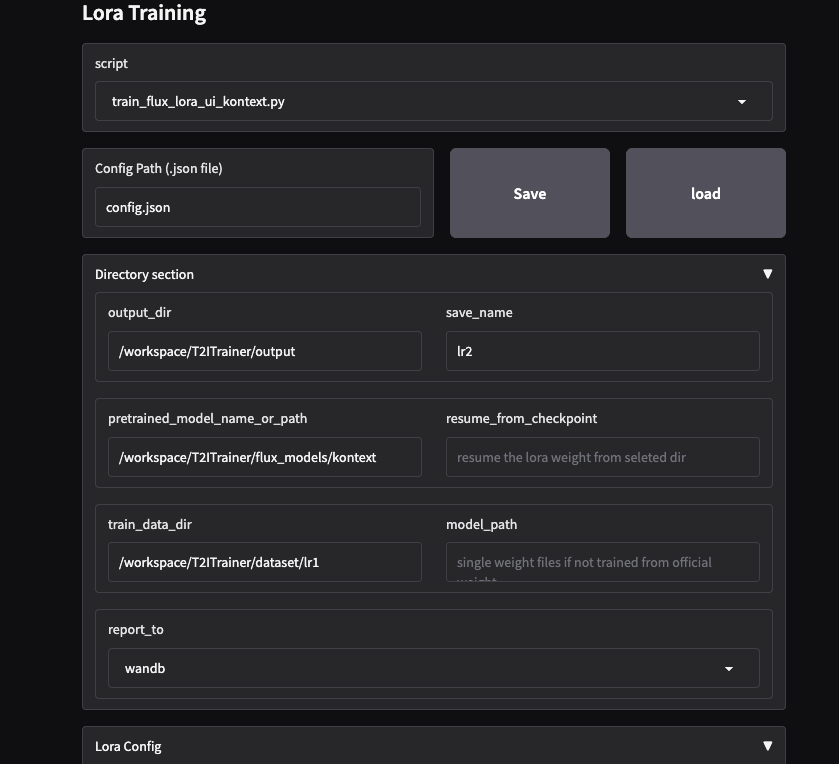 Lora Training
script
train_flux_lora_ui_kontext.py
Config Path (.json file)
config.json
Save
load
Directory section
output_dir
/workspace/T2ITrainer/output
save_name
lr2
pretrained_model_name_or_path
/workspace/T2ITrainer/flux_models/kontext
resume_from_checkpoint
resume the lora weight from seleted dir
train_data_dir
/workspace/T2ITrainer/dataset/lr1
model_path
single weight files if not trained from official
weight
report_to
wandb
Lora Config